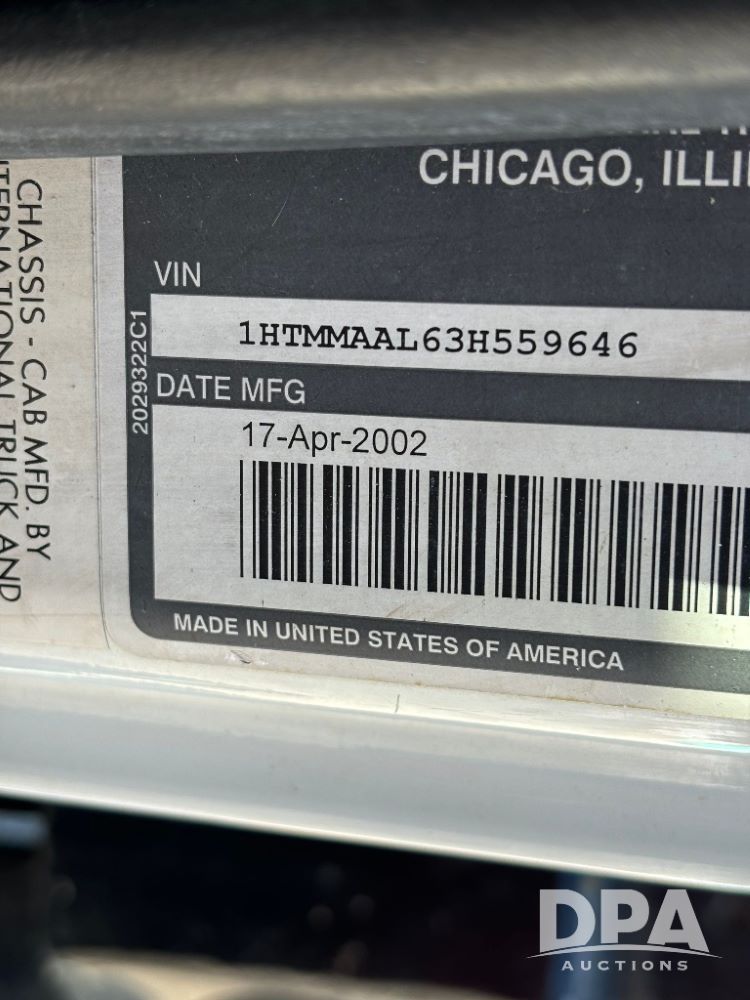 CHICAGO, ILLI
VIN
1HTMMAAL63H559646
DATE MFG
17-Apr-2002
2029322C1
MADE IN UNITED STATES OF AMERICA
CHASSIS - CAB MFD. BY
INTERNATIONAL TRUCK AND
DPA
AUCTIONS